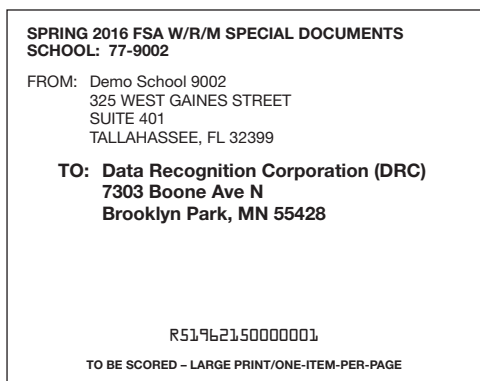 SPRING 2016 FSA W/R/M SPECIAL DOCUMENTS
SCHOOL: 77-9002
FROM: Demo School 9002
325 WEST GAINES STREET
SUITE 401
TALLAHASSEE, FL 32399
TO: Data Recognition Corporation (DRC)
7303 Boone Ave N
Brooklyn Park, MN 55428
R51962150000001
TO BE SCORED – LARGE PRINT/ONE-ITEM-PER-PAGE